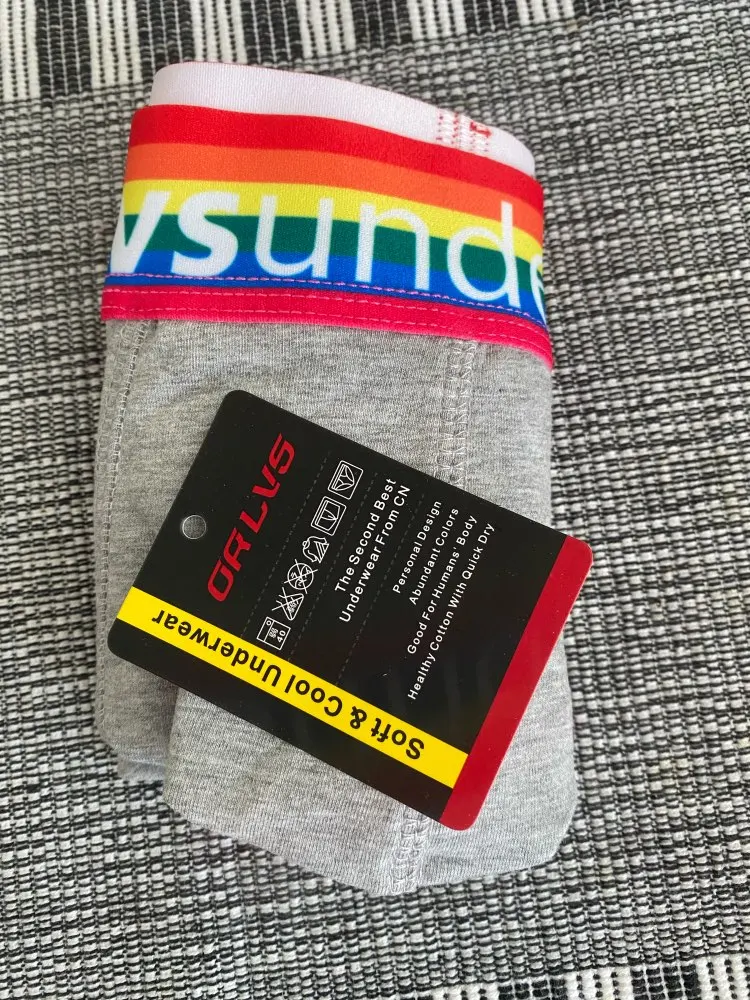 vsunde
ORLVS
The Second Best
Underwear From CN
Personal Design
Abundant Colors
Good For Humans' Body
Healthy Cotton With Quick Dry
Soft & Cool Underwear